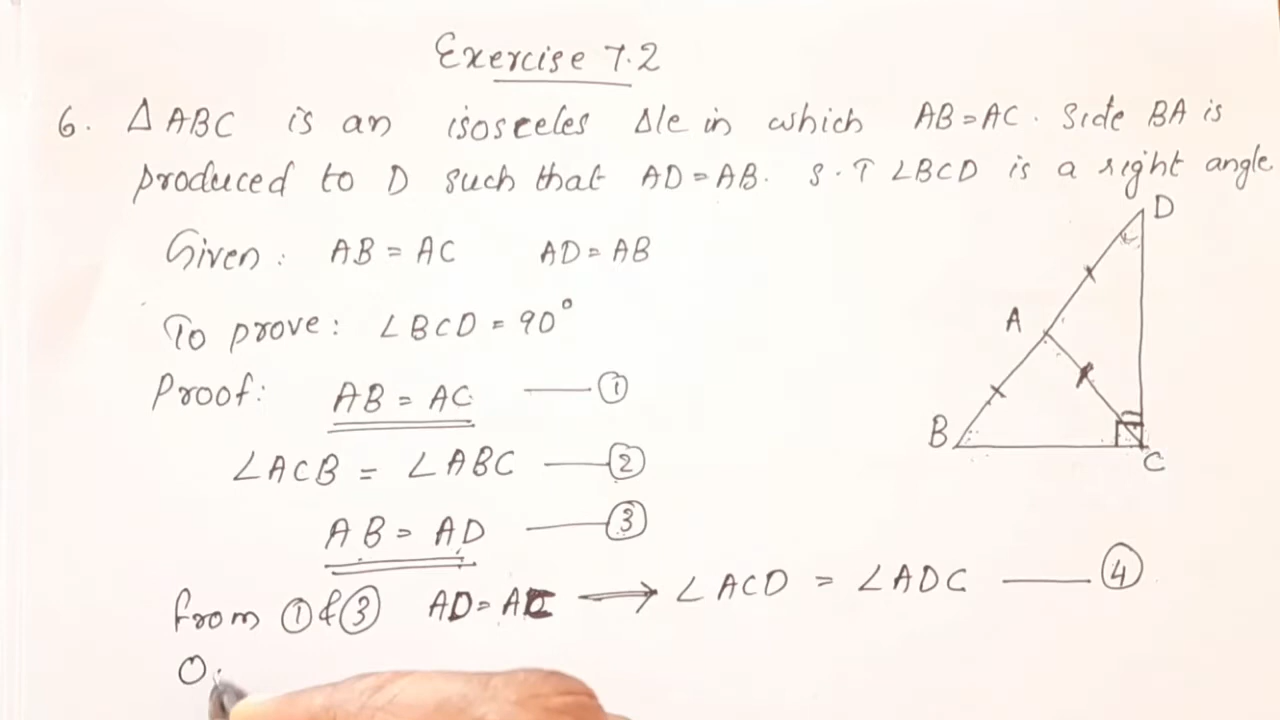 Exercise 7.2
6. Δ ABC is an isosceles Δle in which AB=AC. Side BA is
produced to D such that AD=AB. S.T ∠BCD is a right angle.
Given: AB = AC AD = AB
To prove: ∠BCD = 90°
Proof: AB = AC — ①
∠ACB = ∠ABC — ②
AB = AD — ③
from ① & ③ AD = AC ⟶ ∠ACD = ∠ADC — ④
D
A
B
C